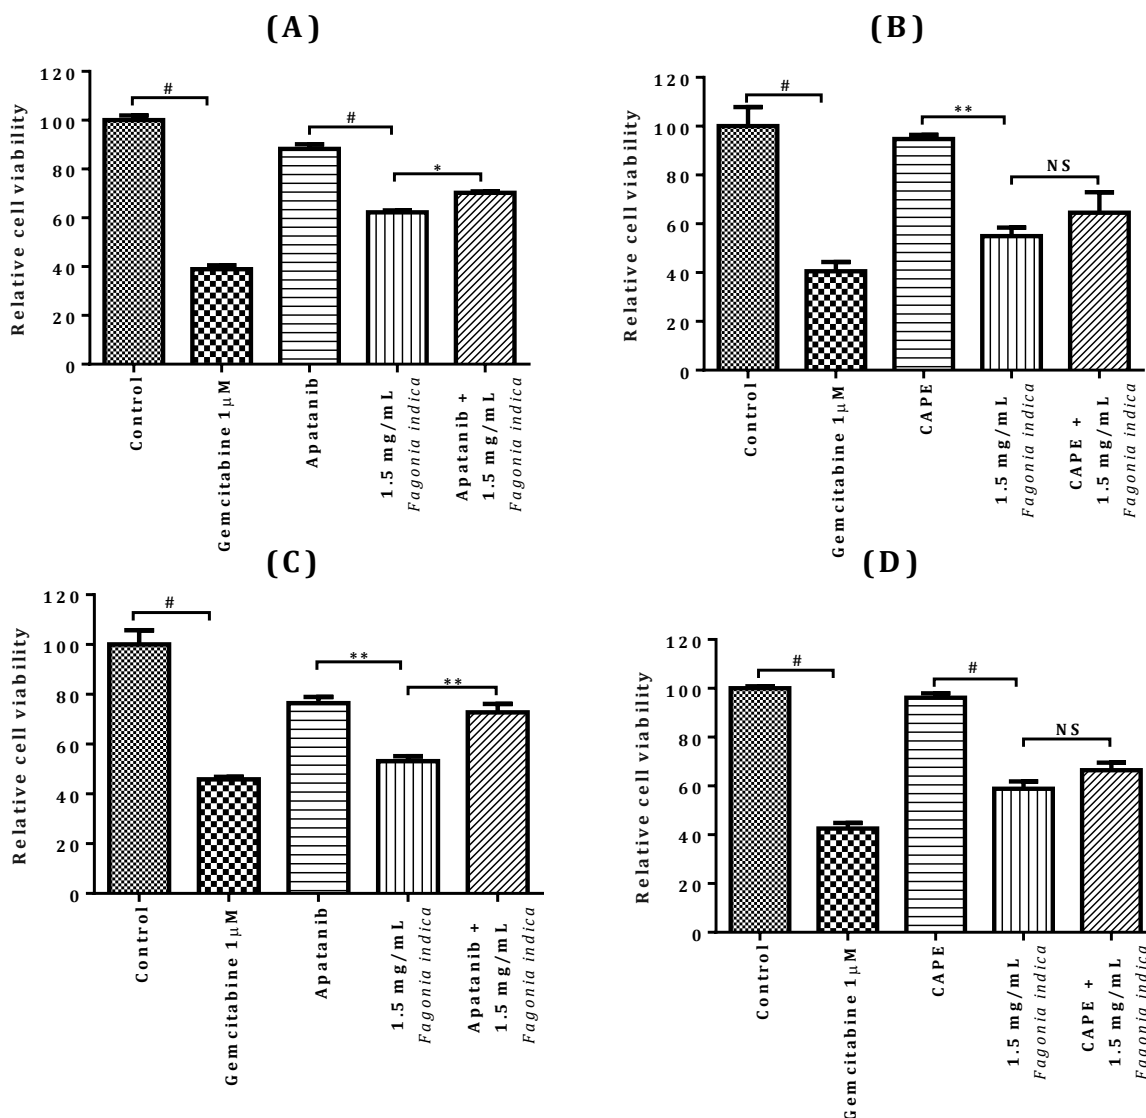 (A)
Relative cell viability
120
100
80
60
40
20
0
#
#
*
Control
Gemcitabine 1µM
Apatanib
1.5 mg/mL
Fagonia indica
Apatanib +
1.5 mg/mL
Fagonia indica
(B)
Relative cell viability
120
100
80
60
40
20
0
#
**
NS
Control
Gemcitabine 1µM
CAPE
1.5 mg/mL
Fagonia indica
CAPE +
1.5 mg/mL
Fagonia indica
(C)
Relative cell viability
120
100
80
60
40
20
0
#
**
**
Control
Gemcitabine 1µM
Apatanib
1.5 mg/mL
Fagonia indica
Apatanib +
1.5 mg/mL
Fagonia indica
(D)
Relative cell viability
120
100
80
60
40
20
0
#
#
NS
Control
Gemcitabine 1µM
CAPE
1.5 mg/mL
Fagonia indica
CAPE +
1.5 mg/mL
Fagonia indica